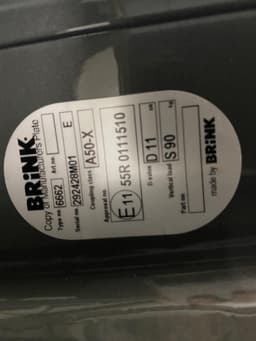 BRINK
Copy of Manufacturers Plate
Type no 6662 Art no
Serial no 292428M01 E
Coupling class A50-X
Approval no
E11 55R 0111510
D value D 11 kN
Vertical load S 90 kg
Part no
made by BRINK